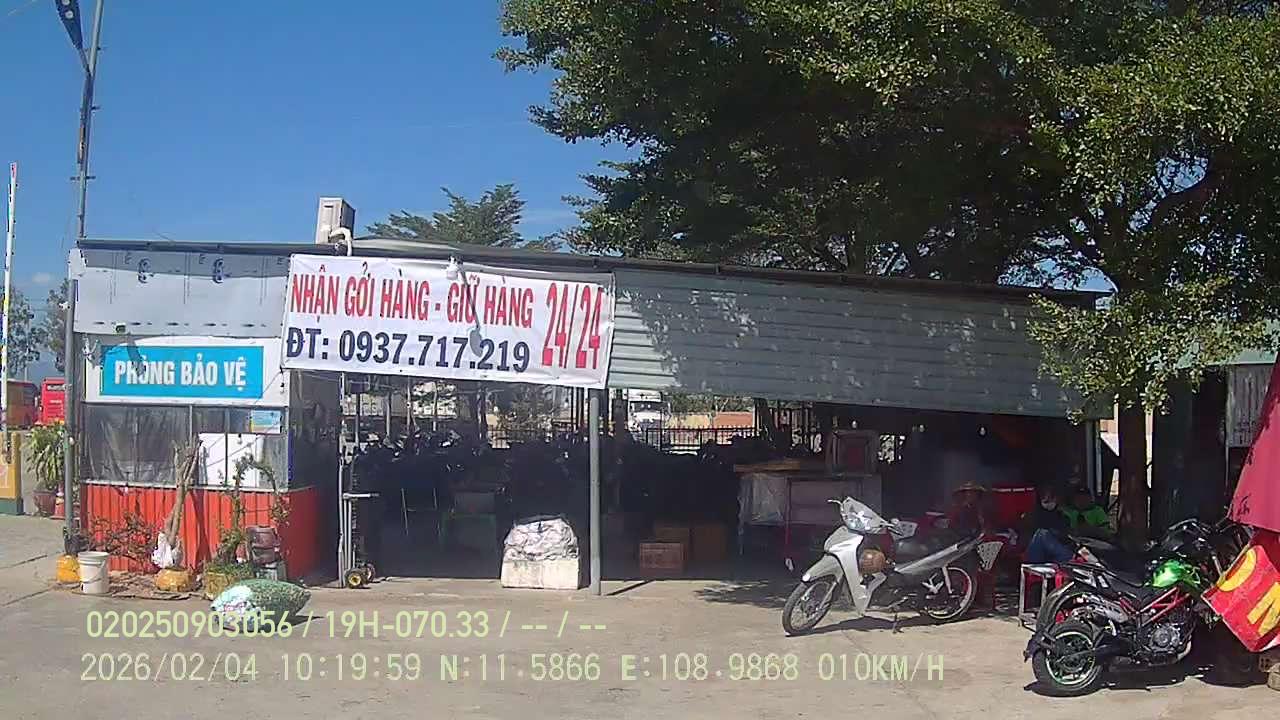 NHẬN GỞI HÀNG - GIỮ HÀNG 24/24
ĐT: 0937.717.219
PHÒNG BẢO VỆ
020250903056 / 19H-070.33 / -- / --
2026/02/04 10:19:59 N:11.5866 E:108.9868 010KM/H